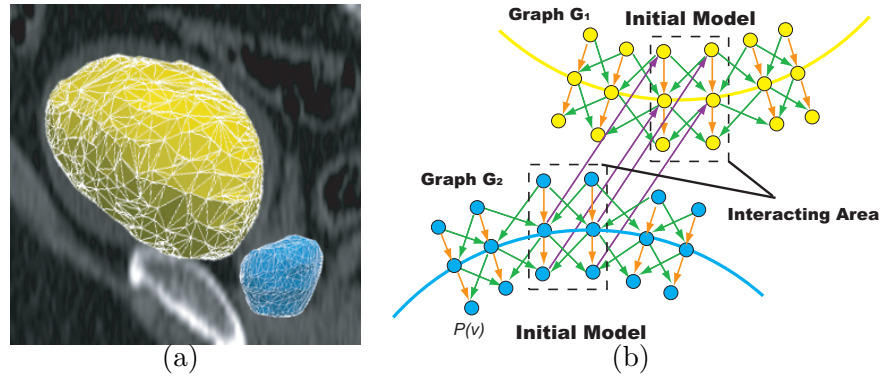 Graph G1
Initial Model
Graph G2
Interacting Area
P(v)
Initial Model
(a)
(b)